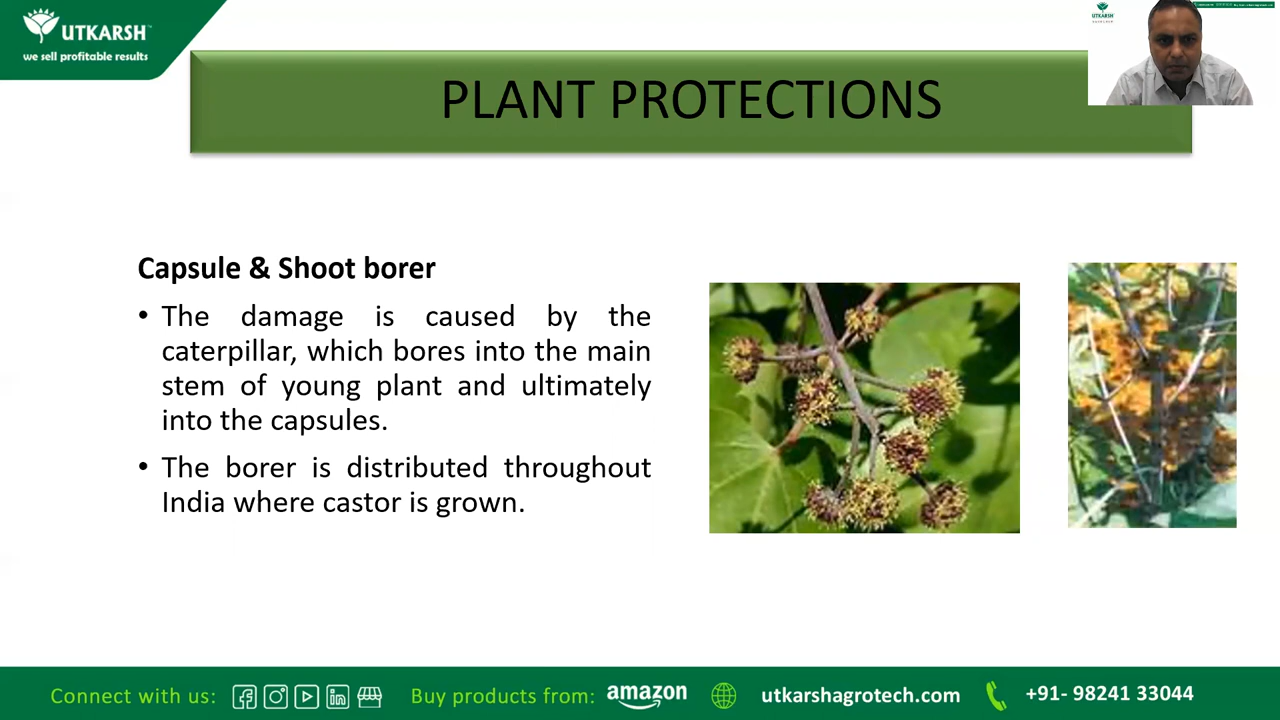 UTKARSH
we sell profitable results
UTKARSH
PLANT PROTECTIONS
Capsule & Shoot borer
• The damage is caused by the
caterpillar, which bores into the main
stem of young plant and ultimately
into the capsules.
• The borer is distributed throughout
India where castor is grown.
Connect with us:
Buy products from: amazon
utkarshagrotech.com
+91- 98241 33044